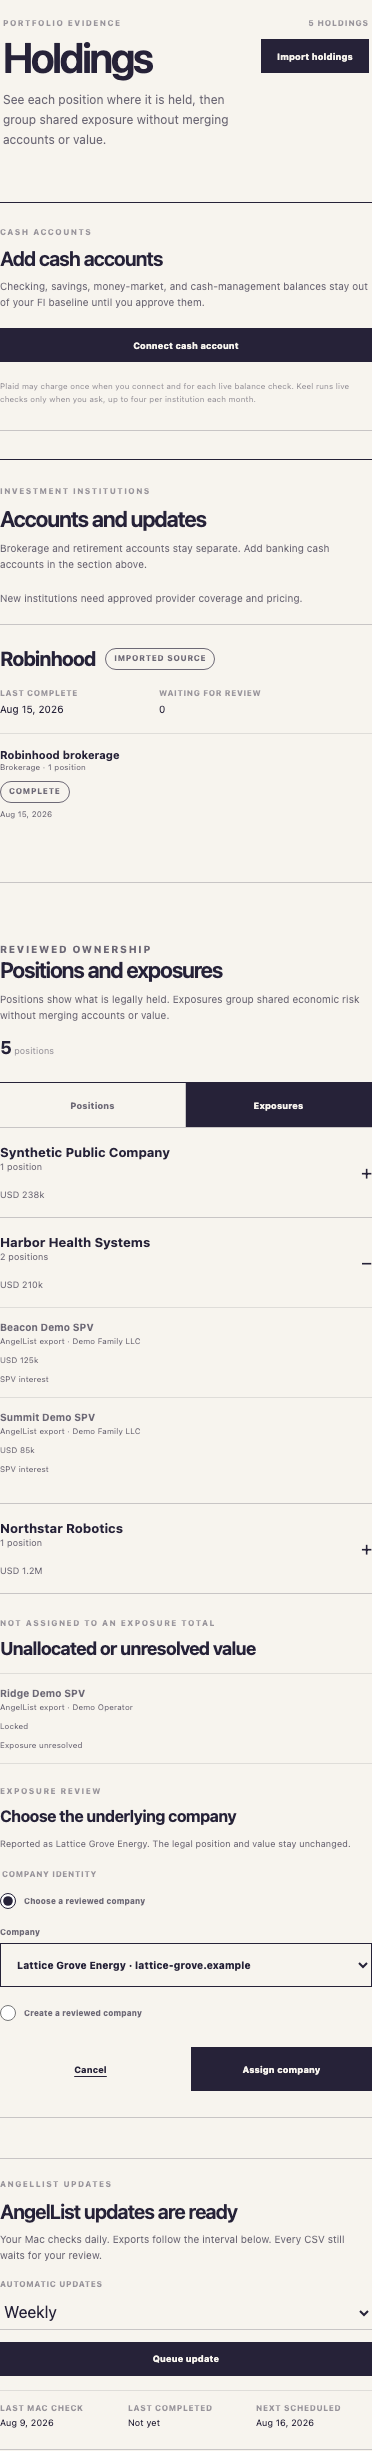 PORTFOLIO EVIDENCE
5 HOLDINGS
Holdings
Import holdings
See each position where it is held, then
group shared exposure without merging
accounts or value.
CASH ACCOUNTS
Add cash accounts
Checking, savings, money-market, and cash-management balances stay out
of your FI baseline until you approve them.
Connect cash account
Plaid may charge once when you connect and for each live balance check. Keel runs live
checks only when you ask, up to four per institution each month.
INVESTMENT INSTITUTIONS
Accounts and updates
Brokerage and retirement accounts stay separate. Add banking cash
accounts in the section above.
New institutions need approved provider coverage and pricing.
Robinhood
IMPORTED SOURCE
LAST COMPLETE
WAITING FOR REVIEW
Aug 15, 2026
0
Robinhood brokerage
Brokerage · 1 position
COMPLETE
Aug 15, 2026
REVIEWED OWNERSHIP
Positions and exposures
Positions show what is legally held. Exposures group shared economic risk
without merging accounts or value.
5 positions
Positions
Exposures
Synthetic Public Company
1 position
+
USD 238k
Harbor Health Systems
2 positions
−
USD 210k
Beacon Demo SPV
AngelList export · Demo Family LLC
USD 125k
SPV interest
Summit Demo SPV
AngelList export · Demo Family LLC
USD 85k
SPV interest
Northstar Robotics
1 position
+
USD 1.2M
NOT ASSIGNED TO AN EXPOSURE TOTAL
Unallocated or unresolved value
Ridge Demo SPV
AngelList export · Demo Operator
Locked
Exposure unresolved
EXPOSURE REVIEW
Choose the underlying company
Reported as Lattice Grove Energy. The legal position and value stay unchanged.
COMPANY IDENTITY
Choose a reviewed company
Company
Lattice Grove Energy · lattice-grove.example
Create a reviewed company
Cancel
Assign company
ANGELLIST UPDATES
AngelList updates are ready
Your Mac checks daily. Exports follow the interval below. Every CSV still
waits for your review.
AUTOMATIC UPDATES
Weekly
Queue update
LAST MAC CHECK
LAST COMPLETED
NEXT SCHEDULED
Aug 9, 2026
Not yet
Aug 16, 2026